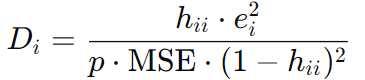 D_i = \frac{h_{ii} \cdot e_i^2}{p \cdot \text{MSE} \cdot (1 - h_{ii})^2}